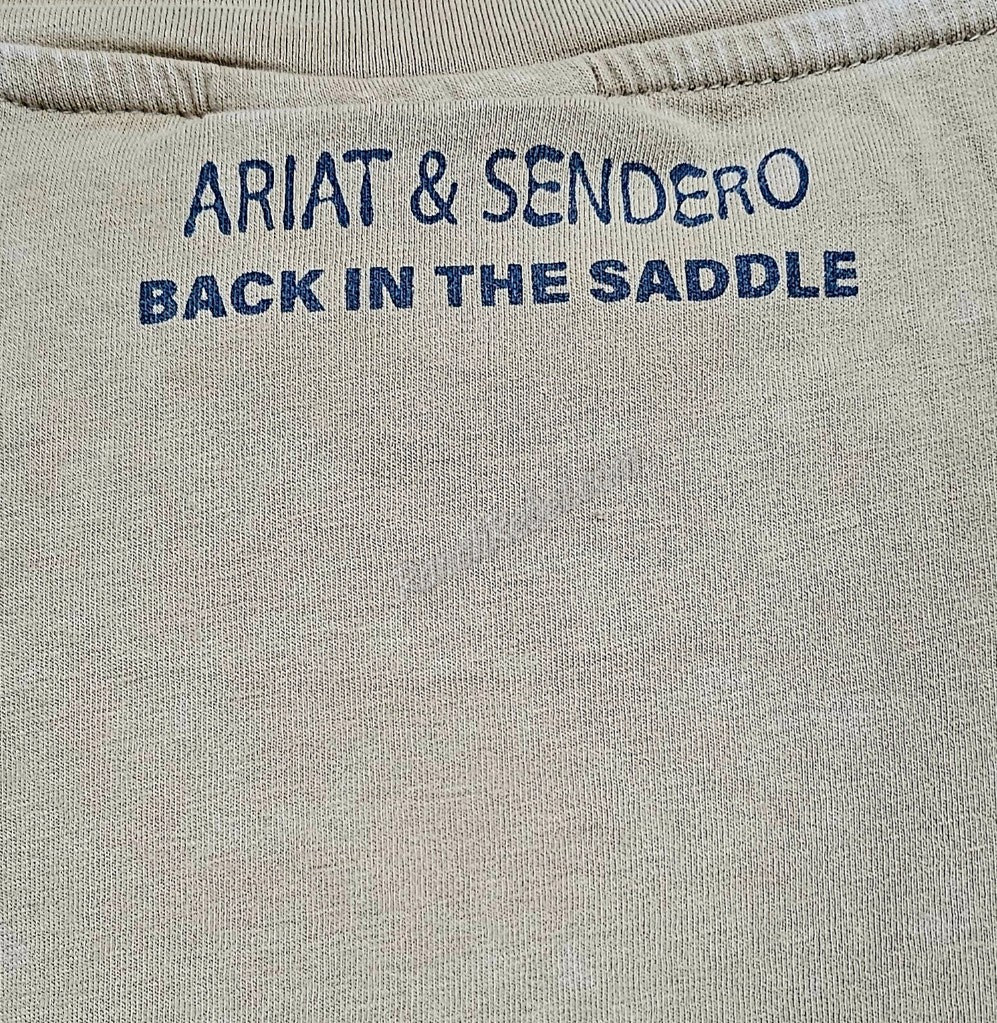 ARIAT & SENDERO
BACK IN THE SADDLE